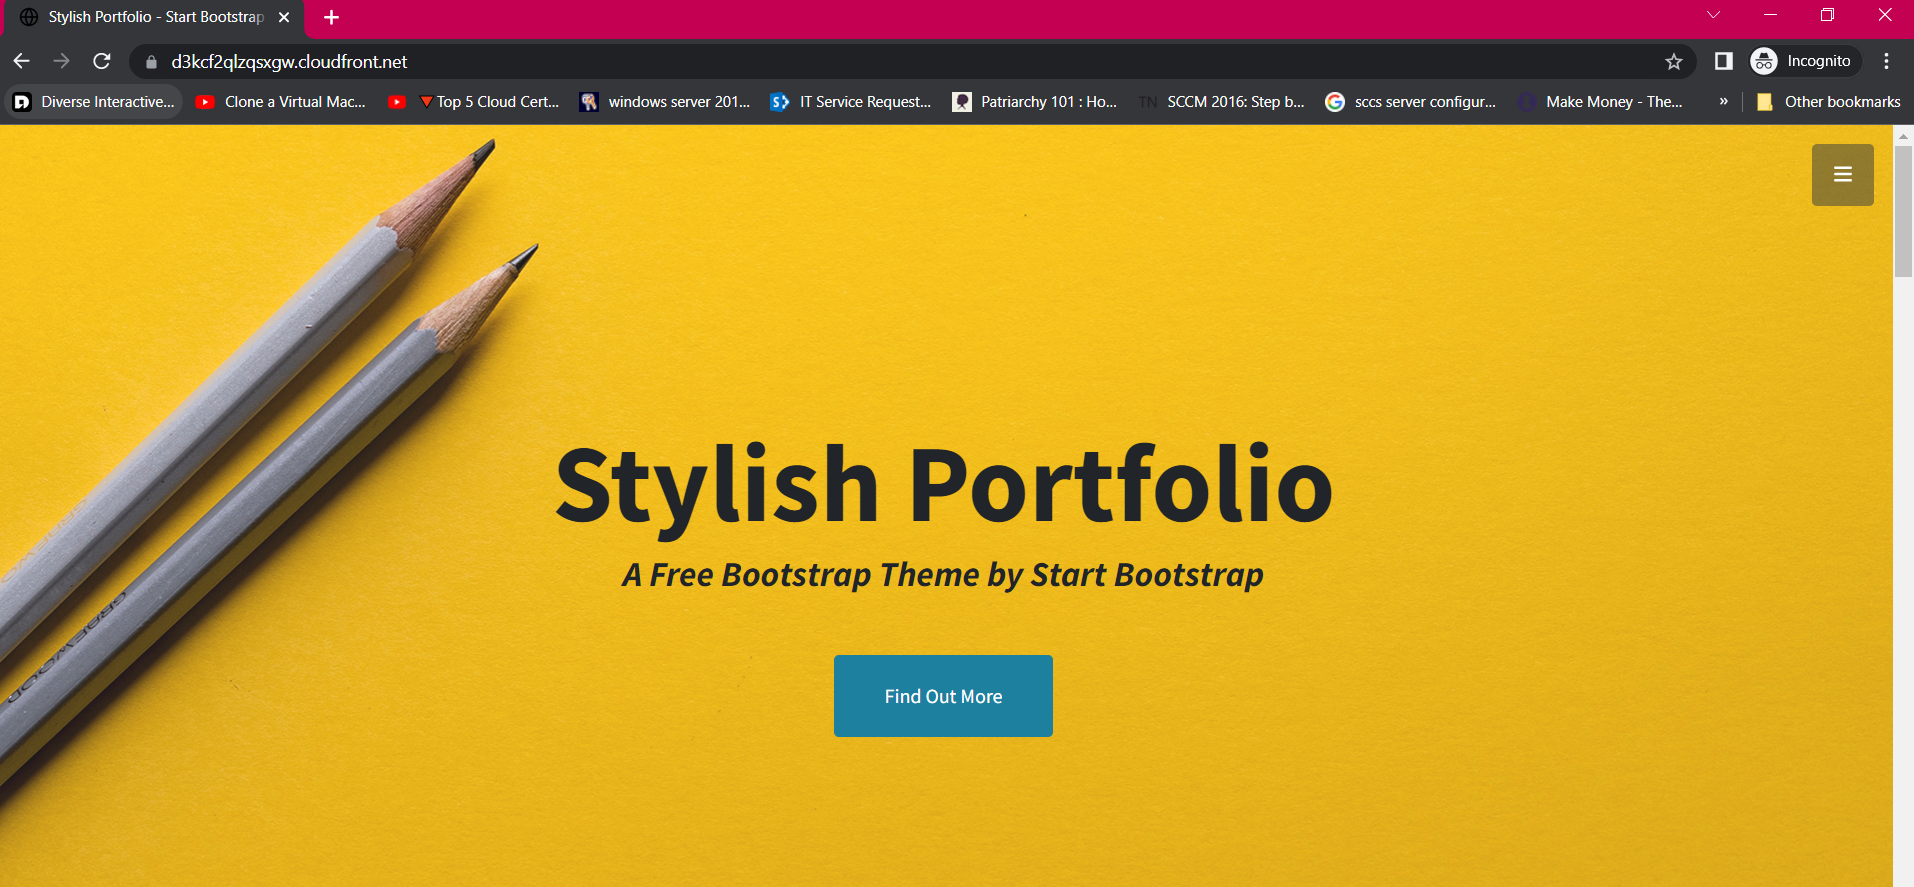 Stylish Portfolio - Start Bootstrap
d3kcf2qlzqsxgw.cloudfront.net
Incognito
Diverse Interactive...
Clone a Virtual Mac...
Top 5 Cloud Cert...
windows server 201...
IT Service Request...
Patriarchy 101 : Ho...
TN
SCCM 2016: Step b...
sccs server configur...
Make Money - The...
»
Other bookmarks
Stylish Portfolio
A Free Bootstrap Theme by Start Bootstrap
Find Out More